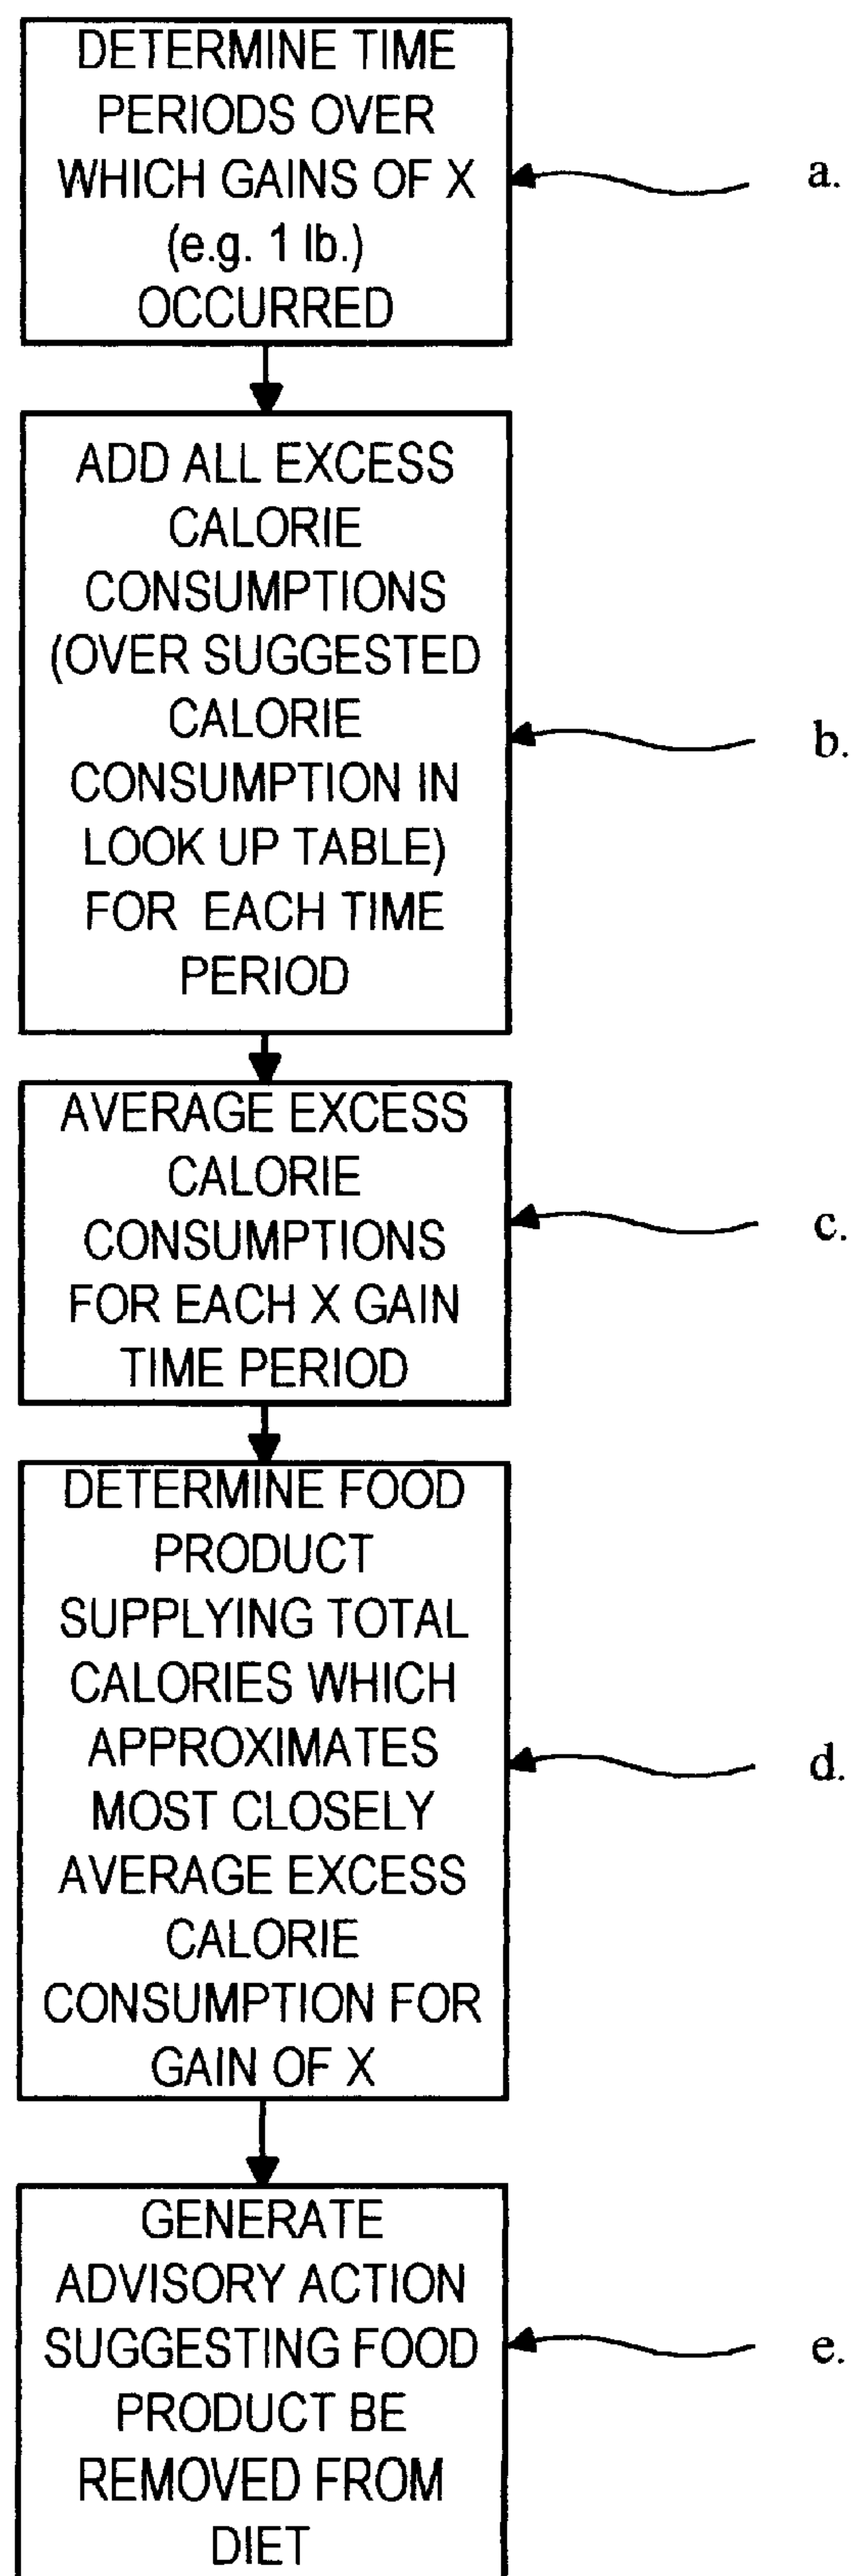 DETERMINE TIME
PERIODS OVER
WHICH GAINS OF X
(e.g. 1 lb.)
OCCURRED
a.
ADD ALL EXCESS
CALORIE
CONSUMPTIONS
(OVER SUGGESTED
CALORIE
CONSUMPTION IN
LOOK UP TABLE)
FOR EACH TIME
PERIOD
b.
AVERAGE EXCESS
CALORIE
CONSUMPTIONS
FOR EACH X GAIN
TIME PERIOD
c.
DETERMINE FOOD
PRODUCT
SUPPLYING TOTAL
CALORIES WHICH
APPROXIMATES
MOST CLOSELY
AVERAGE EXCESS
CALORIE
CONSUMPTION FOR
GAIN OF X
d.
GENERATE
ADVISORY ACTION
SUGGESTING FOOD
PRODUCT BE
REMOVED FROM
DIET
e.